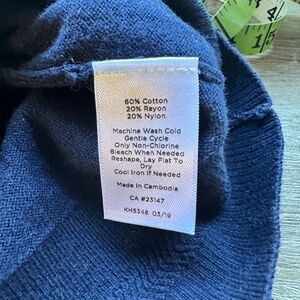 60% Cotton
20% Rayon
20% Nylon
Machine Wash Cold
Gentle Cycle
Only Non-Chlorine
Bleach When Needed
Reshape, Lay Flat To
Dry
Cool Iron If Needed
Made in Cambodia
CA #23147
KH5348 03/19